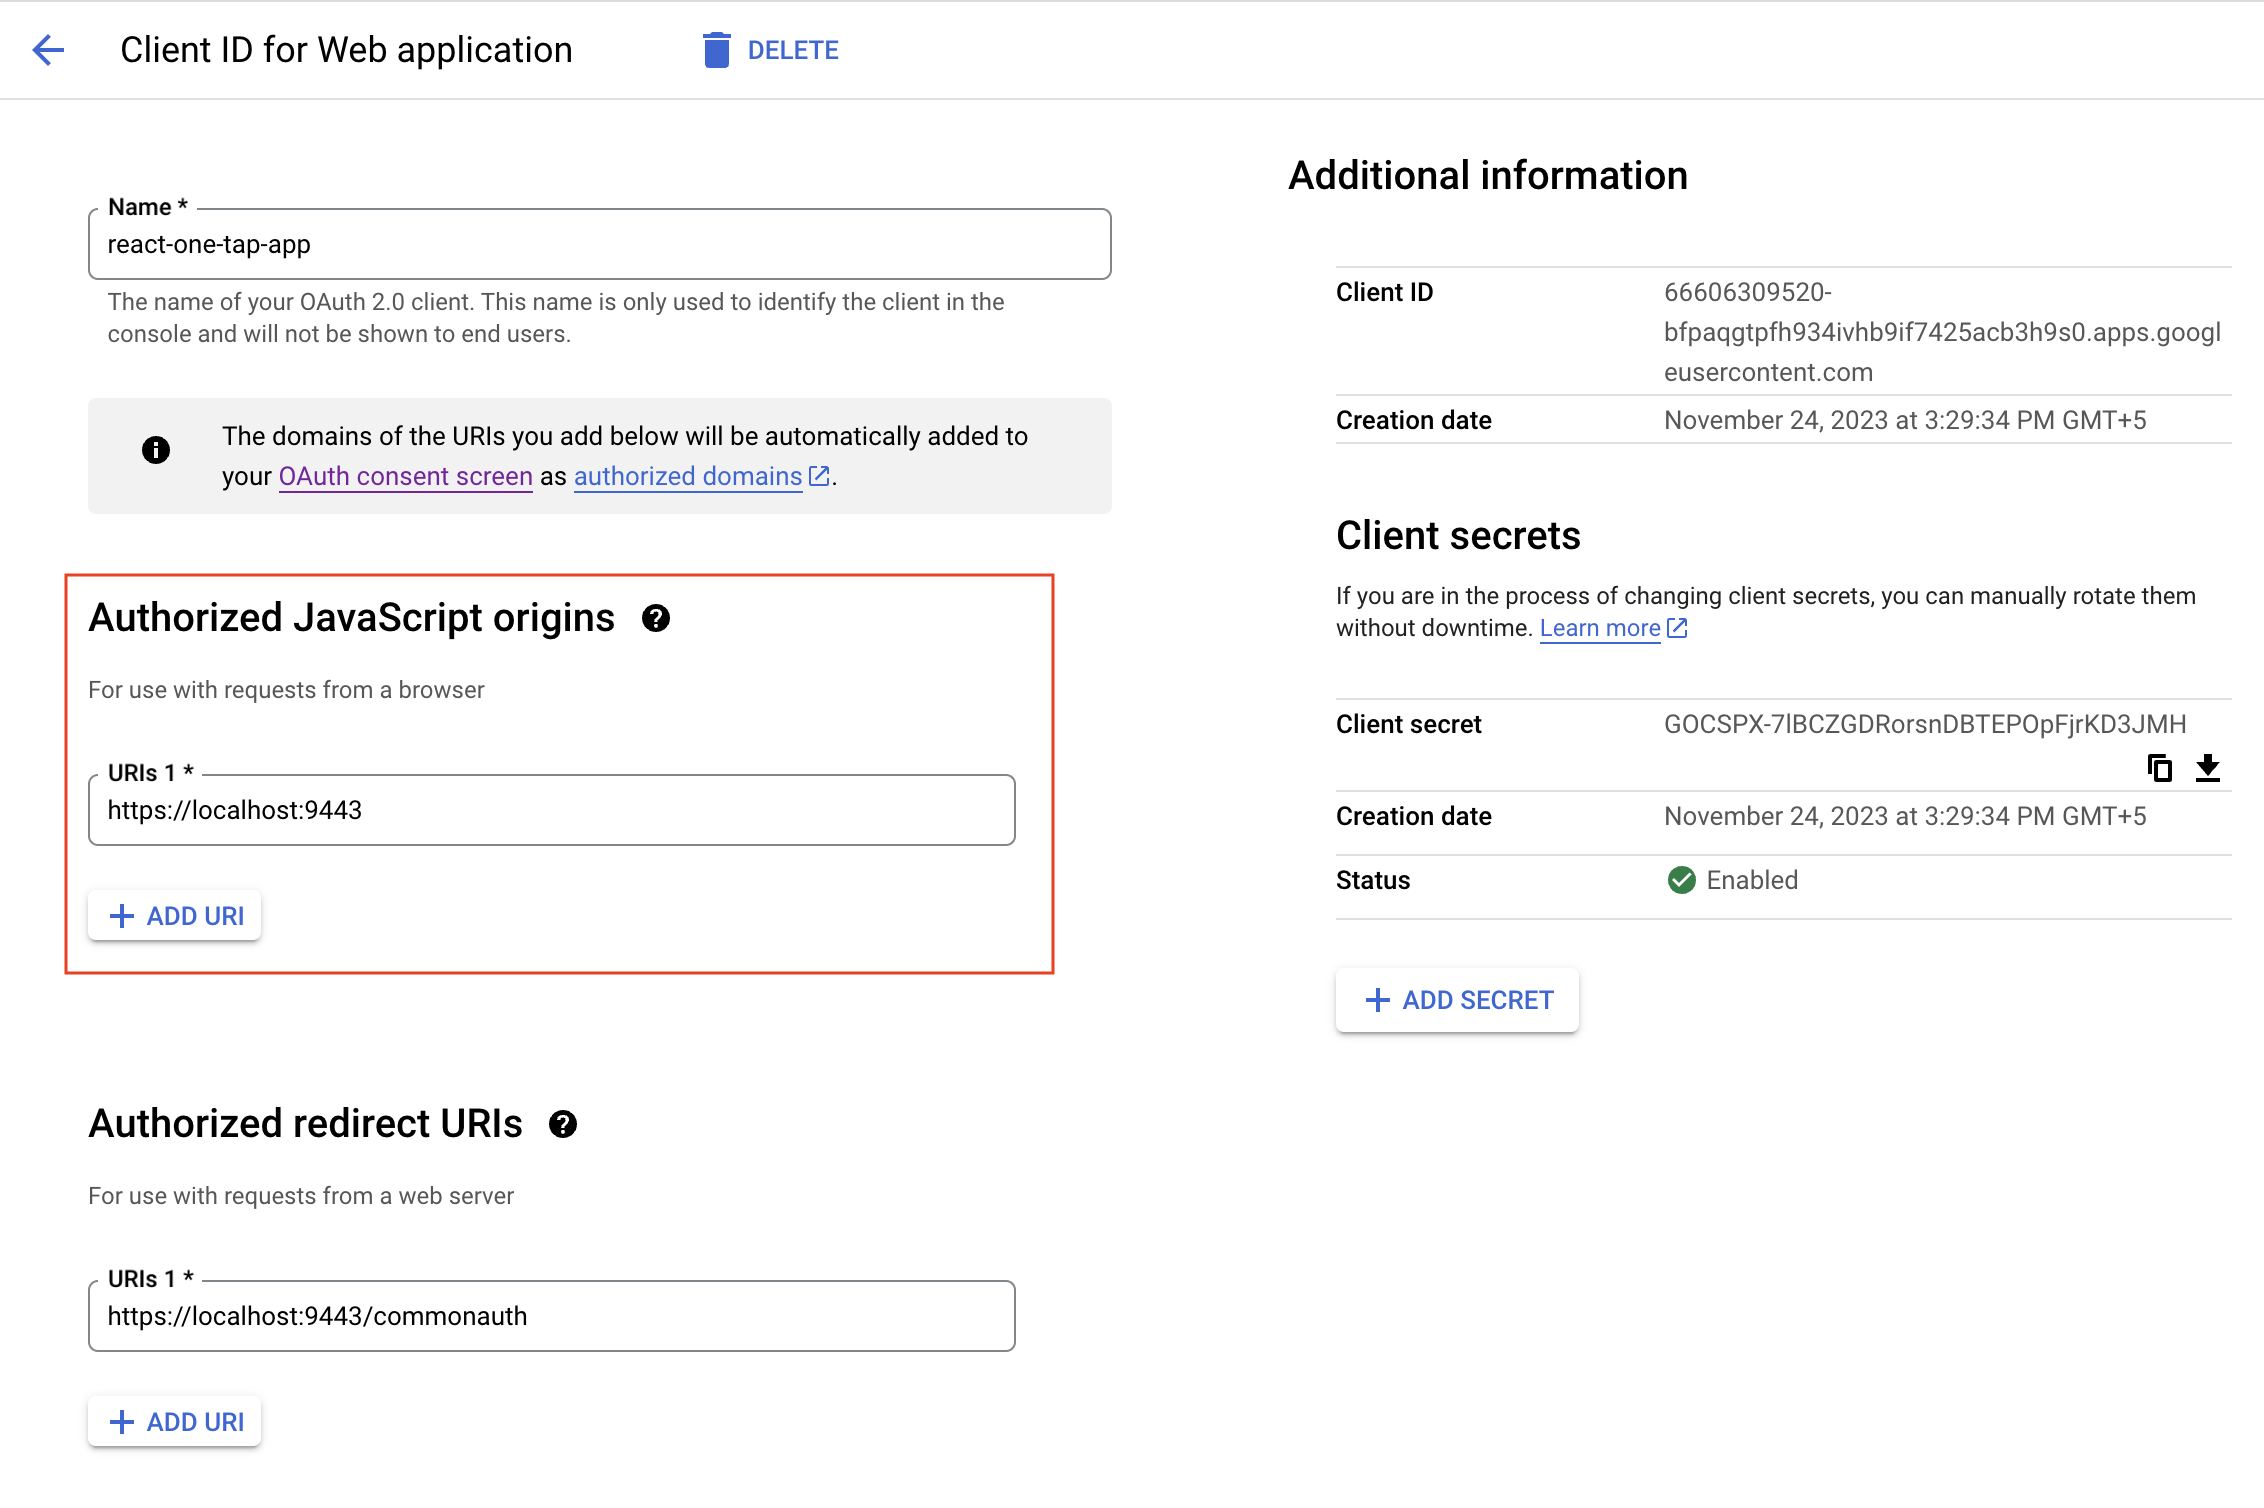 Client ID for Web application
DELETE
Name *
react-one-tap-app
The name of your OAuth 2.0 client. This name is only used to identify the client in the
console and will not be shown to end users.
The domains of the URIs you add below will be automatically added to
your OAuth consent screen as authorized domains.
Authorized JavaScript origins
For use with requests from a browser
URIs 1 *
https://localhost:9443
ADD URI
Authorized redirect URIs
For use with requests from a web server
URIs 1 *
https://localhost:9443/commonauth
ADD URI
Additional information
Client ID
66606309520-
bfpaqgtpfh934ivhb9if7425acb3h9s0.apps.googl
eusercontent.com
Creation date
November 24, 2023 at 3:29:34 PM GMT+5
Client secrets
If you are in the process of changing client secrets, you can manually rotate them
without downtime. Learn more
Client secret
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
Creation date
November 24, 2023 at 3:29:34 PM GMT+5
Status
Enabled
ADD SECRET